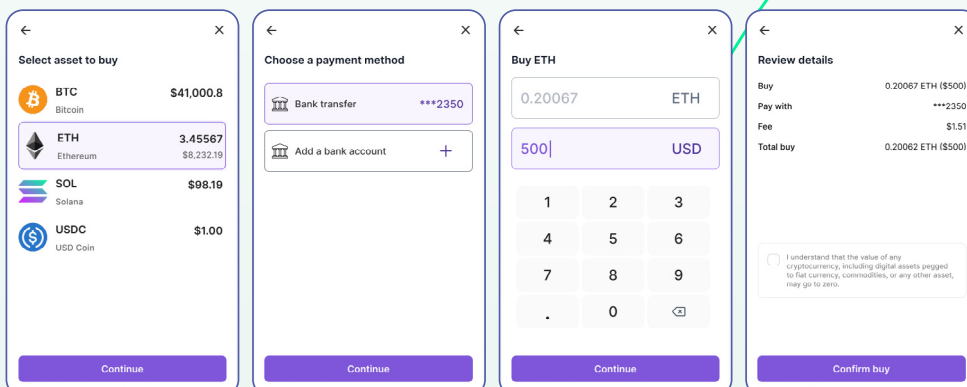 Select asset to buy
BTC $41,000.8
Bitcoin
ETH 3.45567
Ethereum $8,232.19
SOL $98.19
Solana
USDC $1.00
USD Coin
Continue
Choose a payment method
Bank transfer ***2350
Add a bank account +
Continue
Buy ETH
0.20067 ETH
500 USD
1 2 3
4 5 6
7 8 9
. 0
Continue
Review details
Buy 0.20067 ETH ($500)
Pay with ***2350
Fee $1.51
Total buy 0.20062 ETH ($500)
I understand that the value of any
cryptocurrency, including digital assets pegged
to fiat currency, commodities, or any other asset,
may go to zero.
Confirm buy